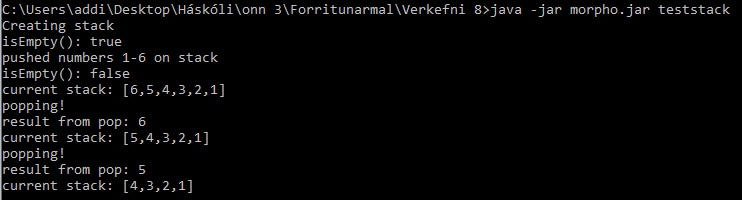 C:\Users\addi\Desktop\Háskóli\onn 3\Forritunarmal\Verkefni 8>java -jar morpho.jar teststack
Creating stack
isEmpty(): true
pushed numbers 1-6 on stack
isEmpty(): false
current stack: [6,5,4,3,2,1]
popping!
result from pop: 6
current stack: [5,4,3,2,1]
popping!
result from pop: 5
current stack: [4,3,2,1]